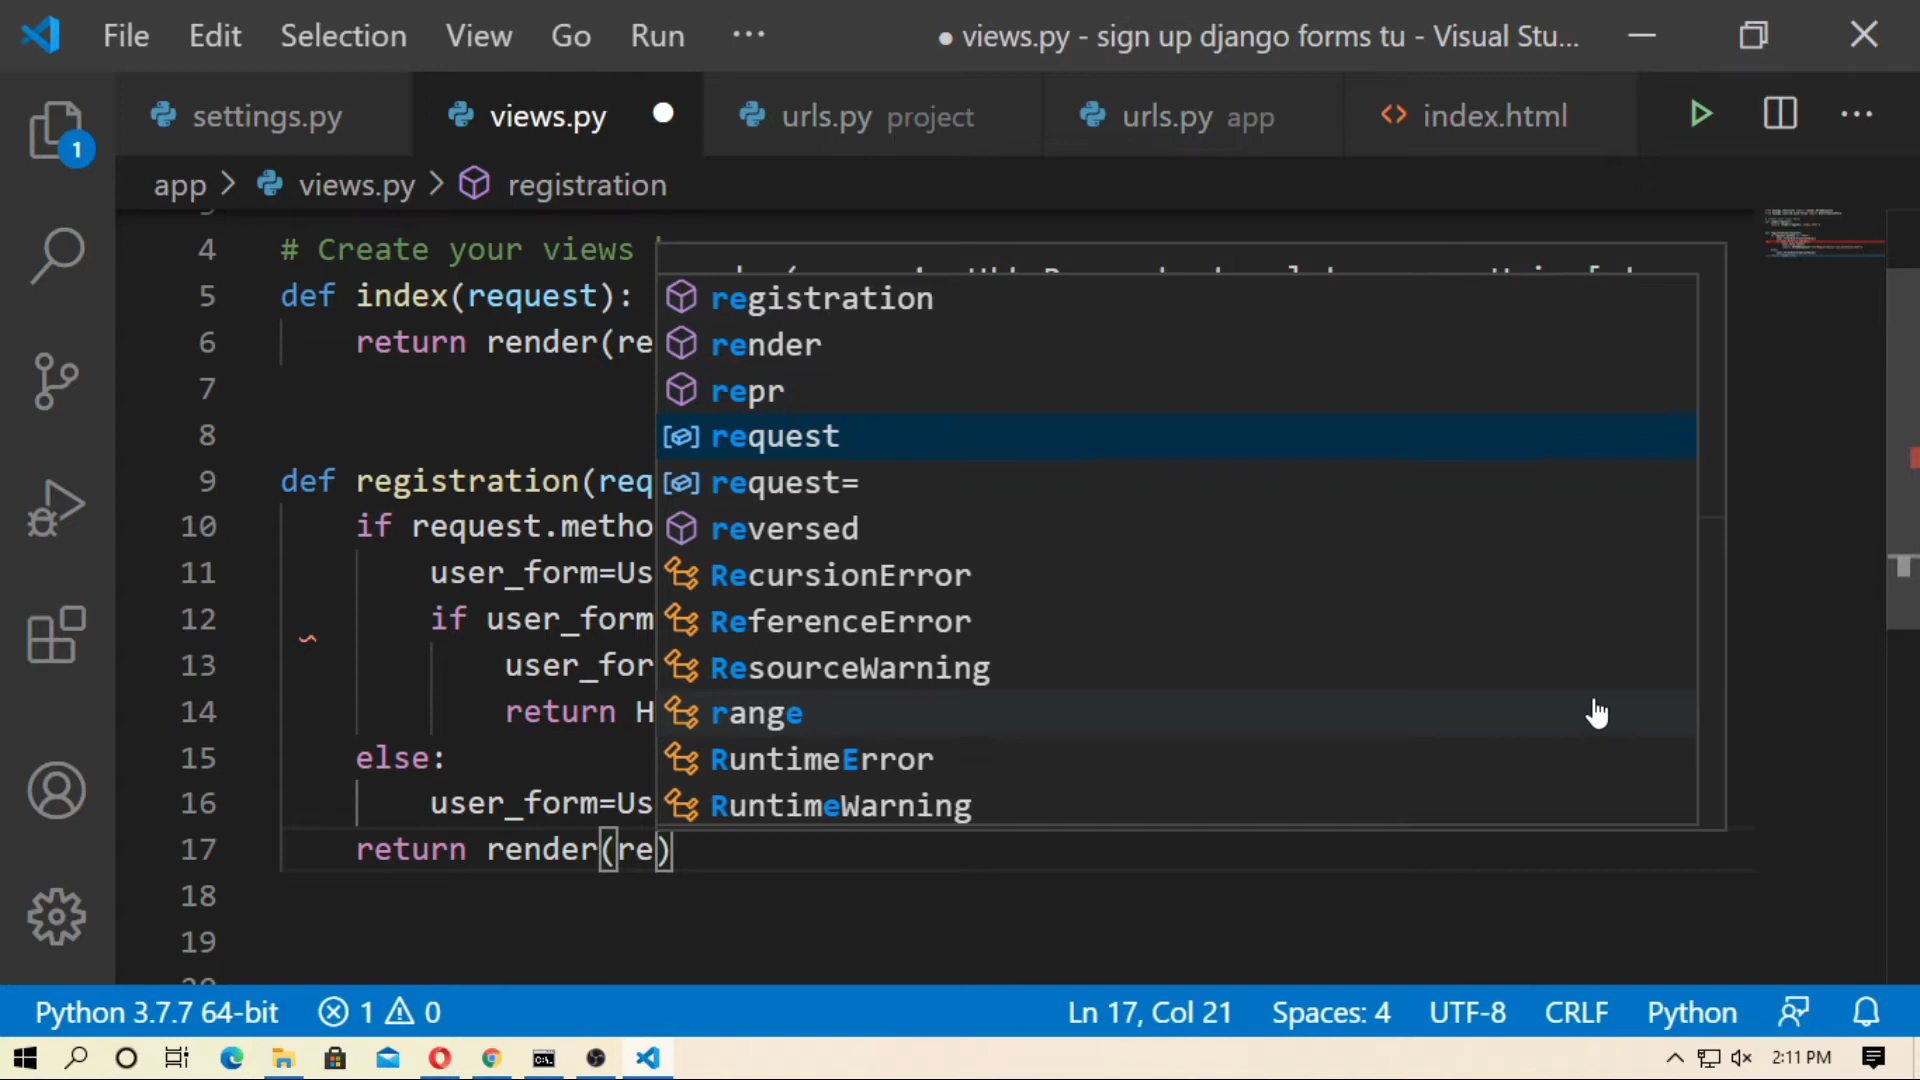 File Edit Selection View Go Run ··· ● views.py - sign up django forms tu - Visual Stu...
settings.py views.py ● urls.py project urls.py app index.html ···
1
app > views.py > registration
4 # Create your views
5 def index(request):
6 return render(re
7
8
9 def registration(req
10 if request.metho
11 user_form=Us
12 if user_form
13 user_for
14 return H
15 else:
16 user_form=Us
17 return render(re)
18
19
registration
render
repr
request
request=
reversed
RecursionError
ReferenceError
ResourceWarning
range
RuntimeError
RuntimeWarning
Python 3.7.7 64-bit 1 0 Ln 17, Col 21 Spaces: 4 UTF-8 CRLF Python
2:11 PM